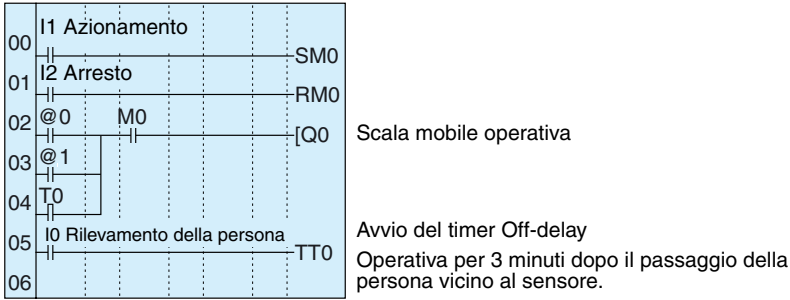 I1 Azionamento
00 SM0
I2 Arresto
01 RM0
@0 M0
02 [Q0 Scala mobile operativa
@1
03
T0
04
Avvio del timer Off-delay
I0 Rilevamento della persona
05 TT0
Operativa per 3 minuti dopo il passaggio della
persona vicino al sensore.
06